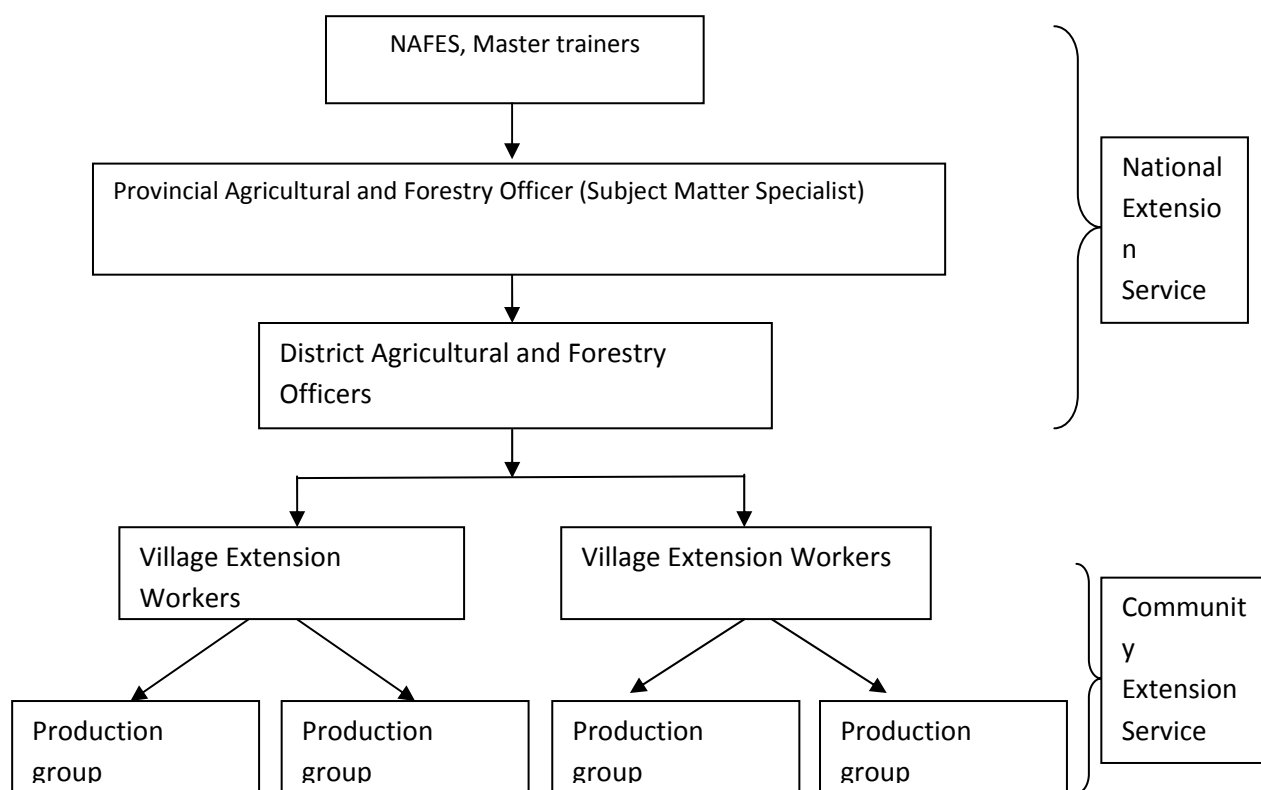 NAFES, Master trainers
Provincial Agricultural and Forestry Officer (Subject Matter Specialist)
National
Extensio
n
Service
District Agricultural and Forestry
Officers
Village Extension
Workers
Village Extension Workers
Communit
y
Extension
Service
Production
group
Production
group
Production
group
Production
group